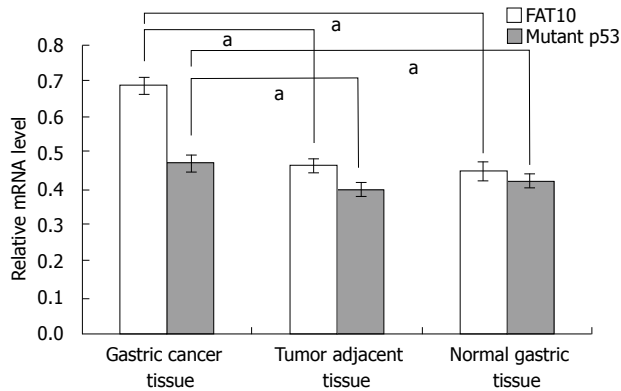 FAT10
Mutant p53
a
a
a
a
Relative mRNA level
0.8
0.7
0.6
0.5
0.4
0.3
0.2
0.1
0.0
Gastric cancer
tissue
Tumor adjacent
tissue
Normal gastric
tissue